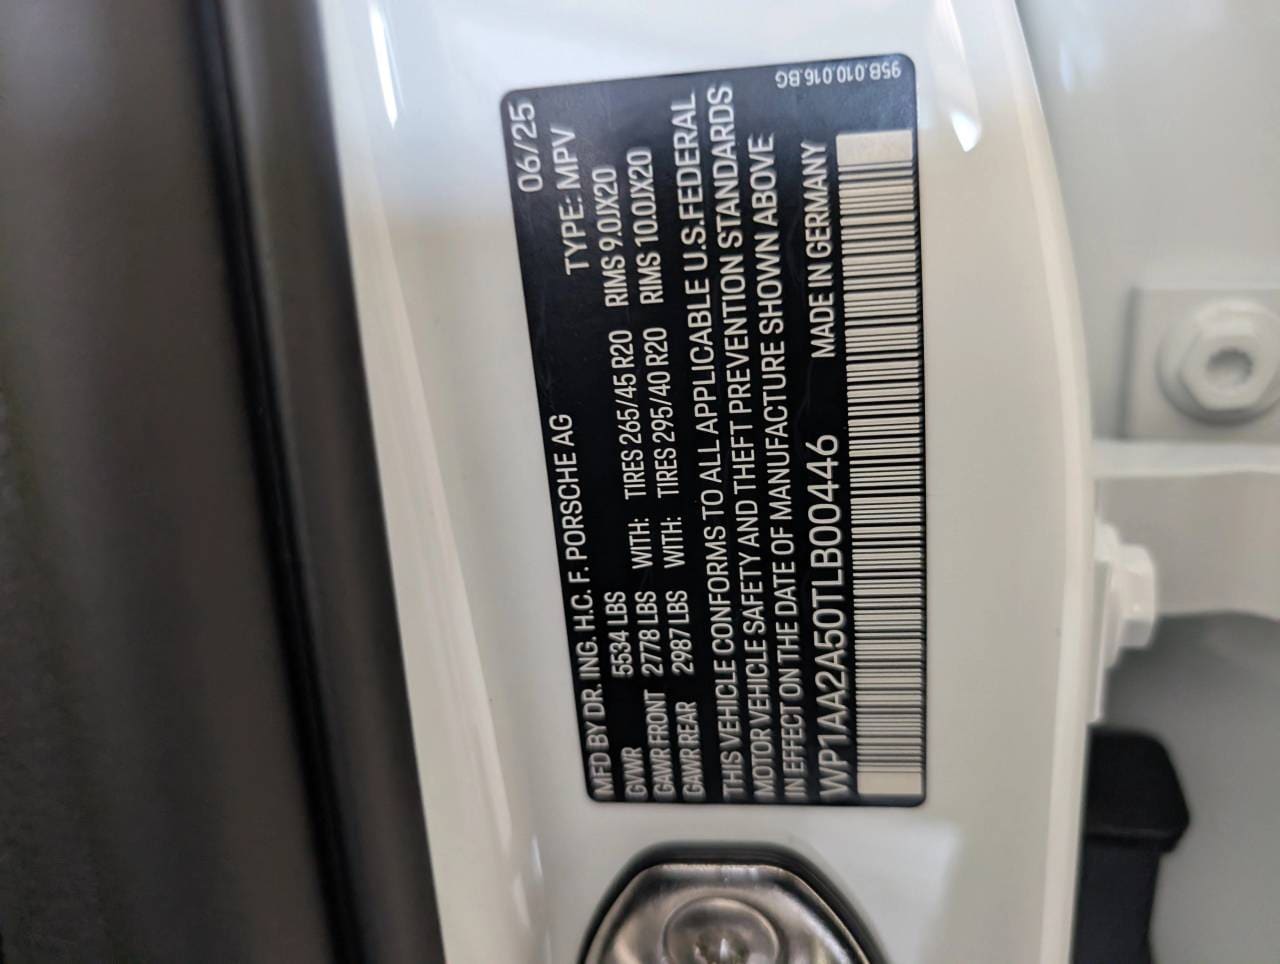 06/25
MFD BY DR. ING. H.C. F. PORSCHE AG TYPE: MPV
GVWR 5534 LBS WITH: TIRES 265/45 R20 RIMS 9.0JX20
GAWR FRONT 2778 LBS WITH: TIRES 295/40 R20 RIMS 10.0JX20
GAWR REAR 2987 LBS
THIS VEHICLE CONFORMS TO ALL APPLICABLE U.S. FEDERAL
MOTOR VEHICLE SAFETY AND THEFT PREVENTION STANDARDS
IN EFFECT ON THE DATE OF MANUFACTURE SHOWN ABOVE
WP1AA2A50TLB00446 MADE IN GERMANY
95B.010.016.BG